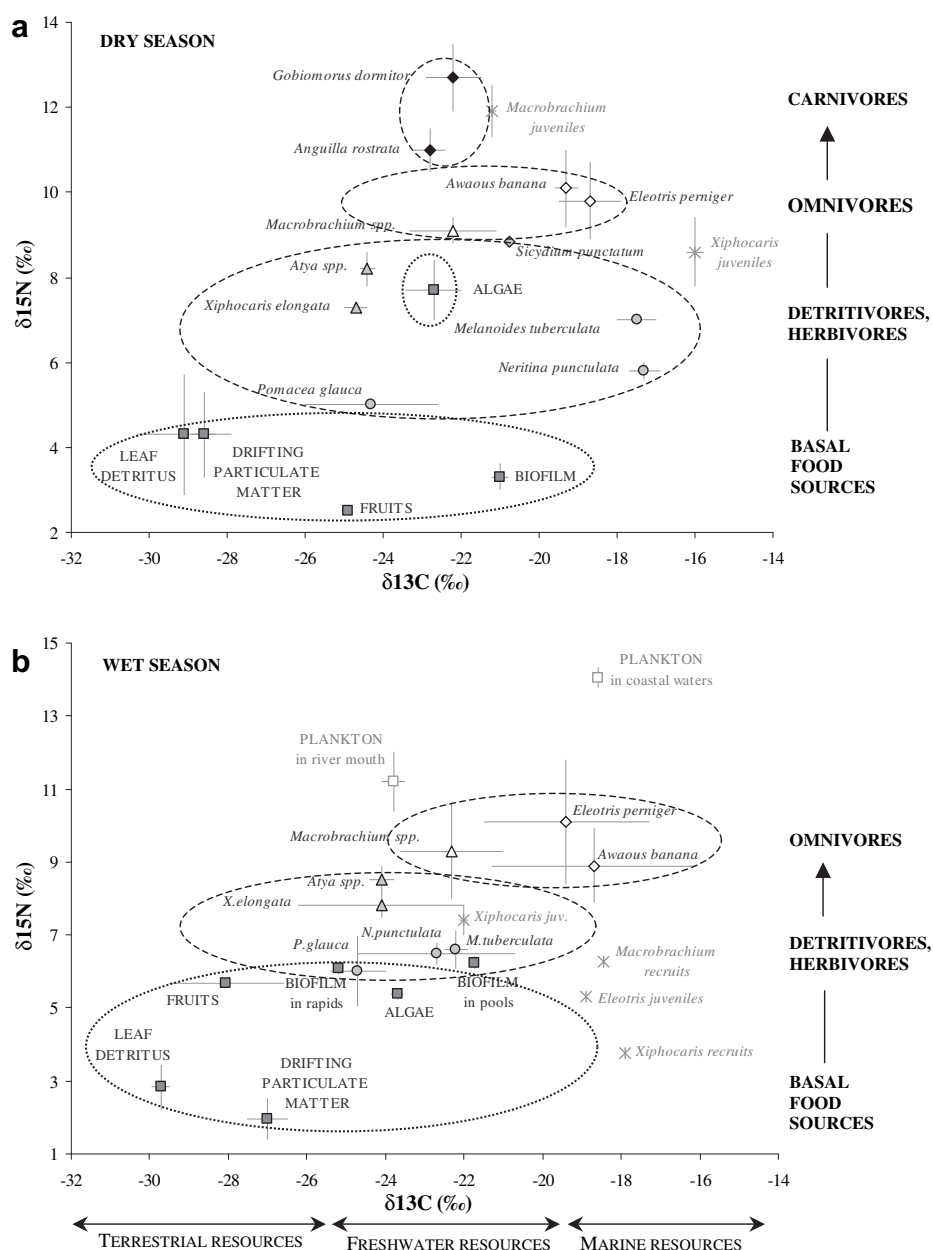 a
DRY SEASON
14
12
10
8
6
4
2
δ15N (‰)
Gobiomorus dormitor
Macrobrachium
juveniles
Anguilla rostrata
Awaous banana
Eleotris perniger
Macrobrachium spp.
Sicydium punctatum
Xiphocaris
juveniles
Atya spp.
ALGAE
Xiphocaris elongata
Melanoides tuberculata
Neritina punctulata
Pomacea glauca
LEAF
DETRITUS
DRIFTING
PARTICULATE
MATTER
BIOFILM
FRUITS
CARNIVORES
OMNIVORES
DETRITIVORES,
HERBIVORES
BASAL
FOOD
SOURCES
-32 -30 -28 -26 -24 -22 -20 -18 -16 -14
δ13C (‰)
b
WET SEASON
15
13
11
9
7
5
3
1
δ15N (‰)
PLANKTON
in coastal waters
PLANKTON
in river mouth
Eleotris perniger
Macrobrachium spp.
Awaous banana
Atya spp.
X.elongata
Xiphocaris juv.
N.punctulata
P.glauca
M.tuberculata
Macrobrachium
recruits
BIOFILM
in rapids
BIOFILM
in pools
FRUITS
ALGAE
Eleotris juveniles
Xiphocaris recruits
LEAF
DETRITUS
DRIFTING
PARTICULATE
MATTER
OMNIVORES
DETRITIVORES,
HERBIVORES
BASAL
FOOD
SOURCES
-32 -30 -28 -26 -24 -22 -20 -18 -16 -14
δ13C (‰)
TERRESTRIAL RESOURCES FRESHWATER RESOURCES MARINE RESOURCES